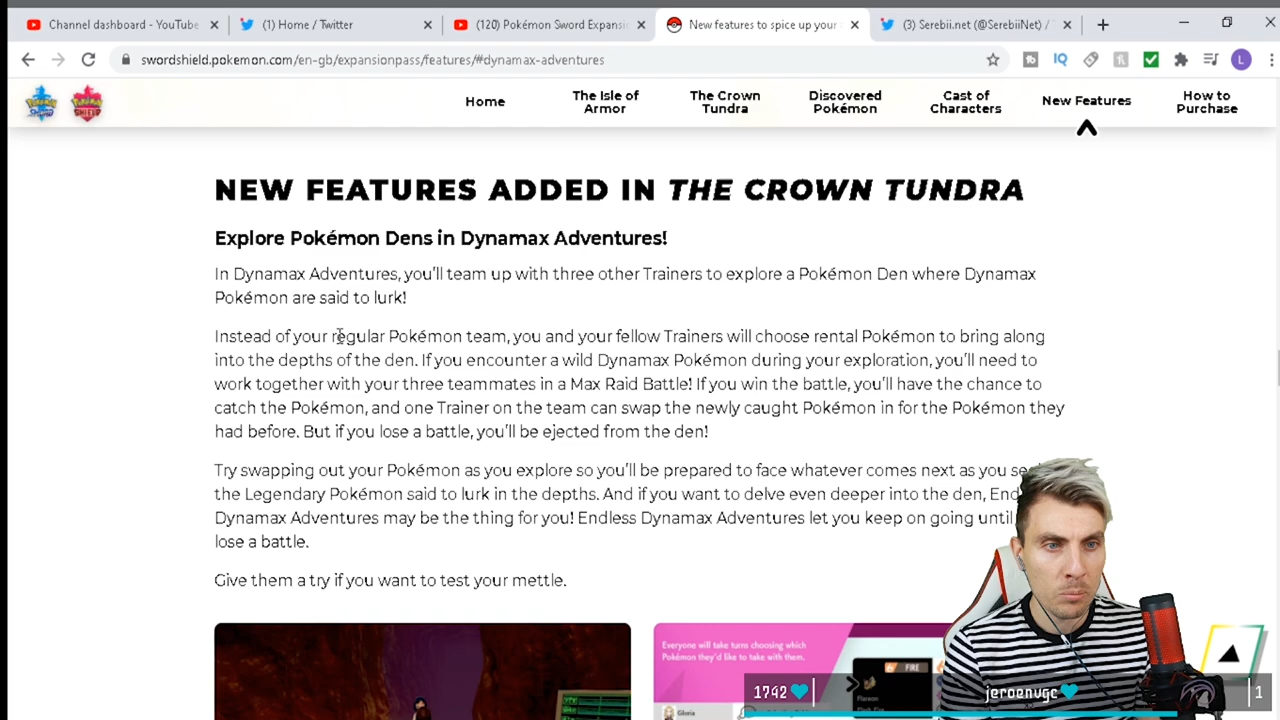 Channel dashboard - YouTube
(1) Home / Twitter
(120) Pokémon Sword Expansi
New features to spice up your
(3) Serebii.net (@SerebiiNet) /
swordshield.pokemon.com/en-gb/expansionpass/features/#dynamax-adventures
IQ
L
Home
The Isle of
Armor
The Crown
Tundra
Discovered
Pokémon
Cast of
Characters
New Features
How to
Purchase
NEW FEATURES ADDED IN THE CROWN TUNDRA
Explore Pokémon Dens in Dynamax Adventures!
In Dynamax Adventures, you'll team up with three other Trainers to explore a Pokémon Den where Dynamax
Pokémon are said to lurk!
Instead of your regular Pokémon team, you and your fellow Trainers will choose rental Pokémon to bring along
into the depths of the den. If you encounter a wild Dynamax Pokémon during your exploration, you'll need to
work together with your three teammates in a Max Raid Battle! If you win the battle, you'll have the chance to
catch the Pokémon, and one Trainer on the team can swap the newly caught Pokémon in for the Pokémon they
had before. But if you lose a battle, you'll be ejected from the den!
Try swapping out your Pokémon as you explore so you'll be prepared to face whatever comes next as you
the Legendary Pokémon said to lurk in the depths. And if you want to delve even deeper into the den,
Dynamax Adventures may be the thing for you! Endless Dynamax Adventures let you keep on going until
lose a battle.
Give them a try if you want to test your mettle.
Everyone will take turns choosing which
Pokémon they'd like to take with them.
FIRE
Flareon
Gloria
1742
jeroenvgc
1